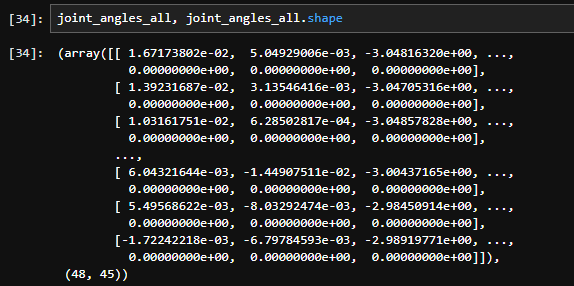 [34]: joint_angles_all, joint_angles_all.shape
[34]: (array([[ 1.67173802e-02, 5.04929006e-03, -3.04816320e+00, ...,
0.00000000e+00, 0.00000000e+00, 0.00000000e+00],
[ 1.39231687e-02, 3.13546416e-03, -3.04705316e+00, ...,
0.00000000e+00, 0.00000000e+00, 0.00000000e+00],
[ 1.03161751e-02, 6.28502817e-04, -3.04857828e+00, ...,
0.00000000e+00, 0.00000000e+00, 0.00000000e+00],
...,
[ 6.04321644e-03, -1.44907511e-02, -3.00437165e+00, ...,
0.00000000e+00, 0.00000000e+00, 0.00000000e+00],
[ 5.49568622e-03, -8.03292474e-03, -2.98450914e+00, ...,
0.00000000e+00, 0.00000000e+00, 0.00000000e+00],
[-1.72242218e-03, -6.79784593e-03, -2.98919771e+00, ...,
0.00000000e+00, 0.00000000e+00, 0.00000000e+00]]),
(48, 45))